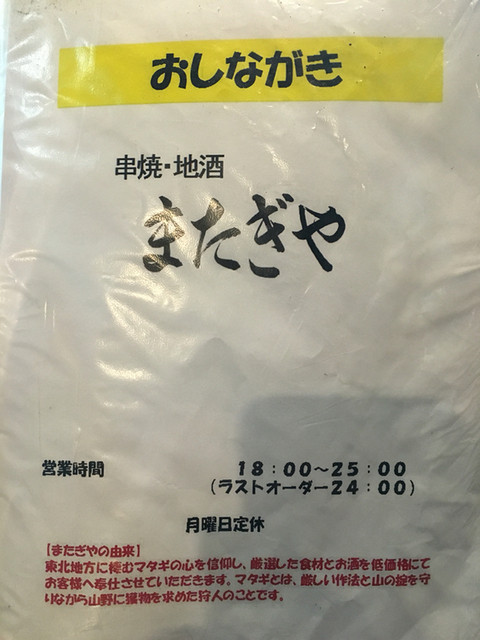 おしながき
串焼・地酒
またぎや
営業時間　18：00～25：00
（ラストオーダー24：00）
月曜日定休
【またぎやの由来】
東北地方に棲むマタギの心を信仰し、厳選した食材とお酒を低価格にて
お客様へ奉仕させていただきます。マタギとは、厳しい作法と山の掟を守
りながら山野に獲物を求めた狩人のことです。